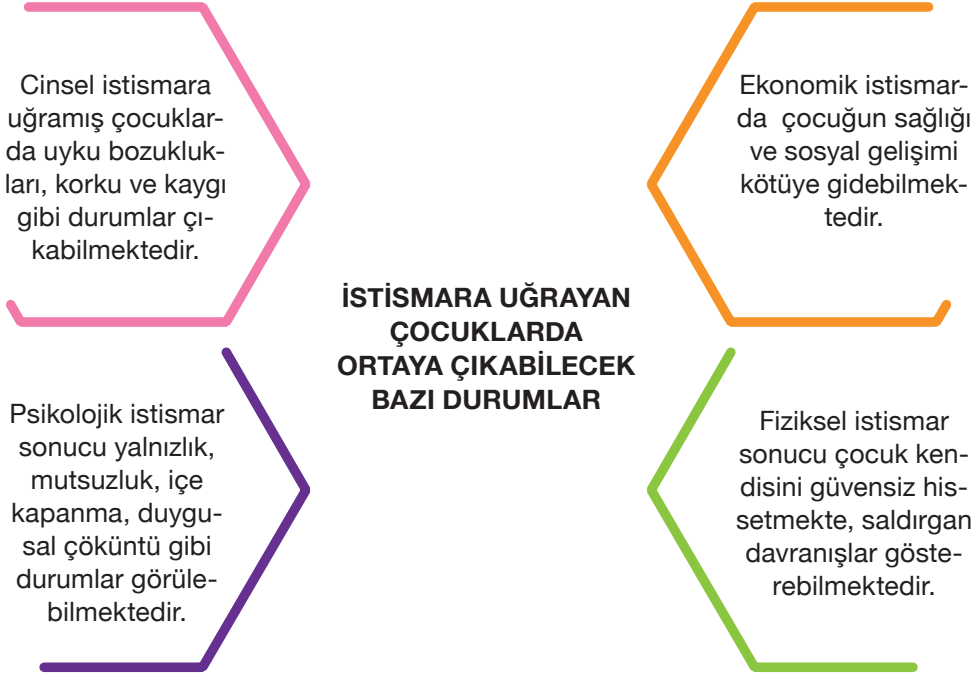 Cinsel istismara
uğramış çocuklar-
da uyku bozukluk-
ları, korku ve kaygı
gibi durumlar çı-
kabilmektedir.
Ekonomik istismar-
da çocuğun sağlığı
ve sosyal gelişimi
kötüye gidebilmek-
tedir.
İSTİSMARA UĞRAYAN
ÇOCUKLARDA
ORTAYA ÇIKABİLECEK
BAZI DURUMLAR
Psikolojik istismar
sonucu yalnızlık,
mutsuzluk, içe
kapanma, duygu-
sal çöküntü gibi
durumlar görüle-
bilmektedir.
Fiziksel istismar
sonucu çocuk ken-
disini güvensiz his-
setmekte, saldırgan
davranışlar göste-
rebilmektedir.